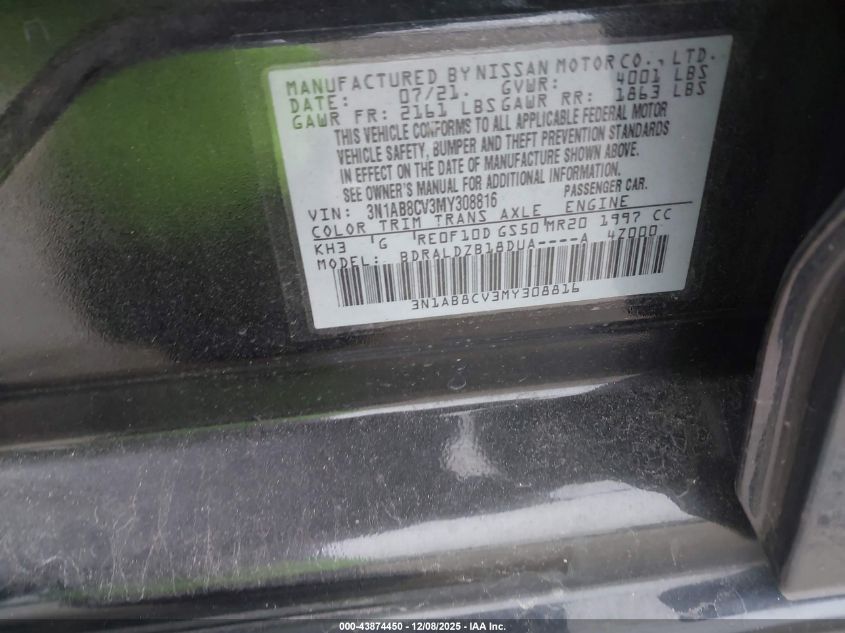 MANUFACTURED BY NISSAN MOTOR CO., LTD.
DATE: 07/21. GVWR: 4001 LBS
GAWR FR: 2161 LBS GAWR RR: 1863 LBS
THIS VEHICLE CONFORMS TO ALL APPLICABLE FEDERAL MOTOR
VEHICLE SAFETY, BUMPER AND THEFT PREVENTION STANDARDS
IN EFFECT ON THE DATE OF MANUFACTURE SHOWN ABOVE.
SEE OWNER'S MANUAL FOR ADDITIONAL INFORMATION.
VIN: 3N1AB8CV3MY308816 PASSENGER CAR.
COLOR TRIM TRANS AXLE ENGINE
KH3 G RE0F10D GS50 MR20 1997 CC
MODEL: BDRALDZB18DUA----A 4Z000
3N1AB8CV3MY308816
000-43874450 - 12/08/2025 - IAA Inc.